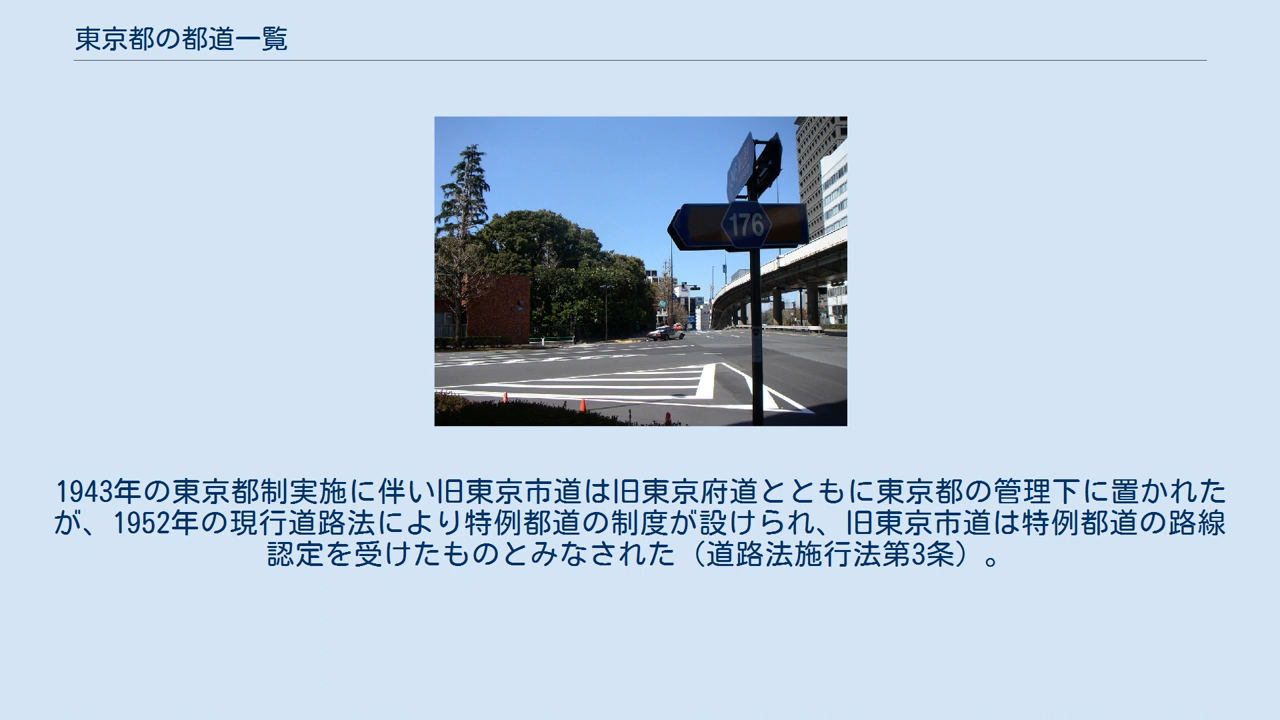 東京都の都道一覧
176
1943年の東京都制実施に伴い旧東京市道は旧東京府道とともに東京都の管理下に置かれた
が、1952年の現行道路法により特例都道の制度が設けられ、旧東京市道は特例都道の路線
認定を受けたものとみなされた（道路法施行法第3条）。